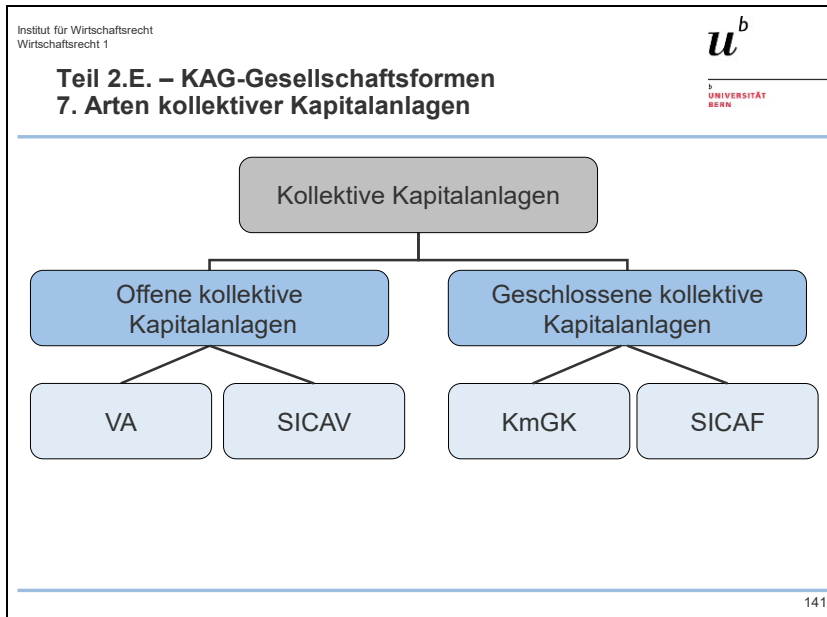 Institut für Wirtschaftsrecht
Wirtschaftsrecht 1
u^b
b
UNIVERSITÄT
BERN
Teil 2.E. – KAG-Gesellschaftsformen
7. Arten kollektiver Kapitalanlagen
Kollektive Kapitalanlagen
Offene kollektive
Kapitalanlagen
Geschlossene kollektive
Kapitalanlagen
VA
SICAV
KmGK
SICAF
141